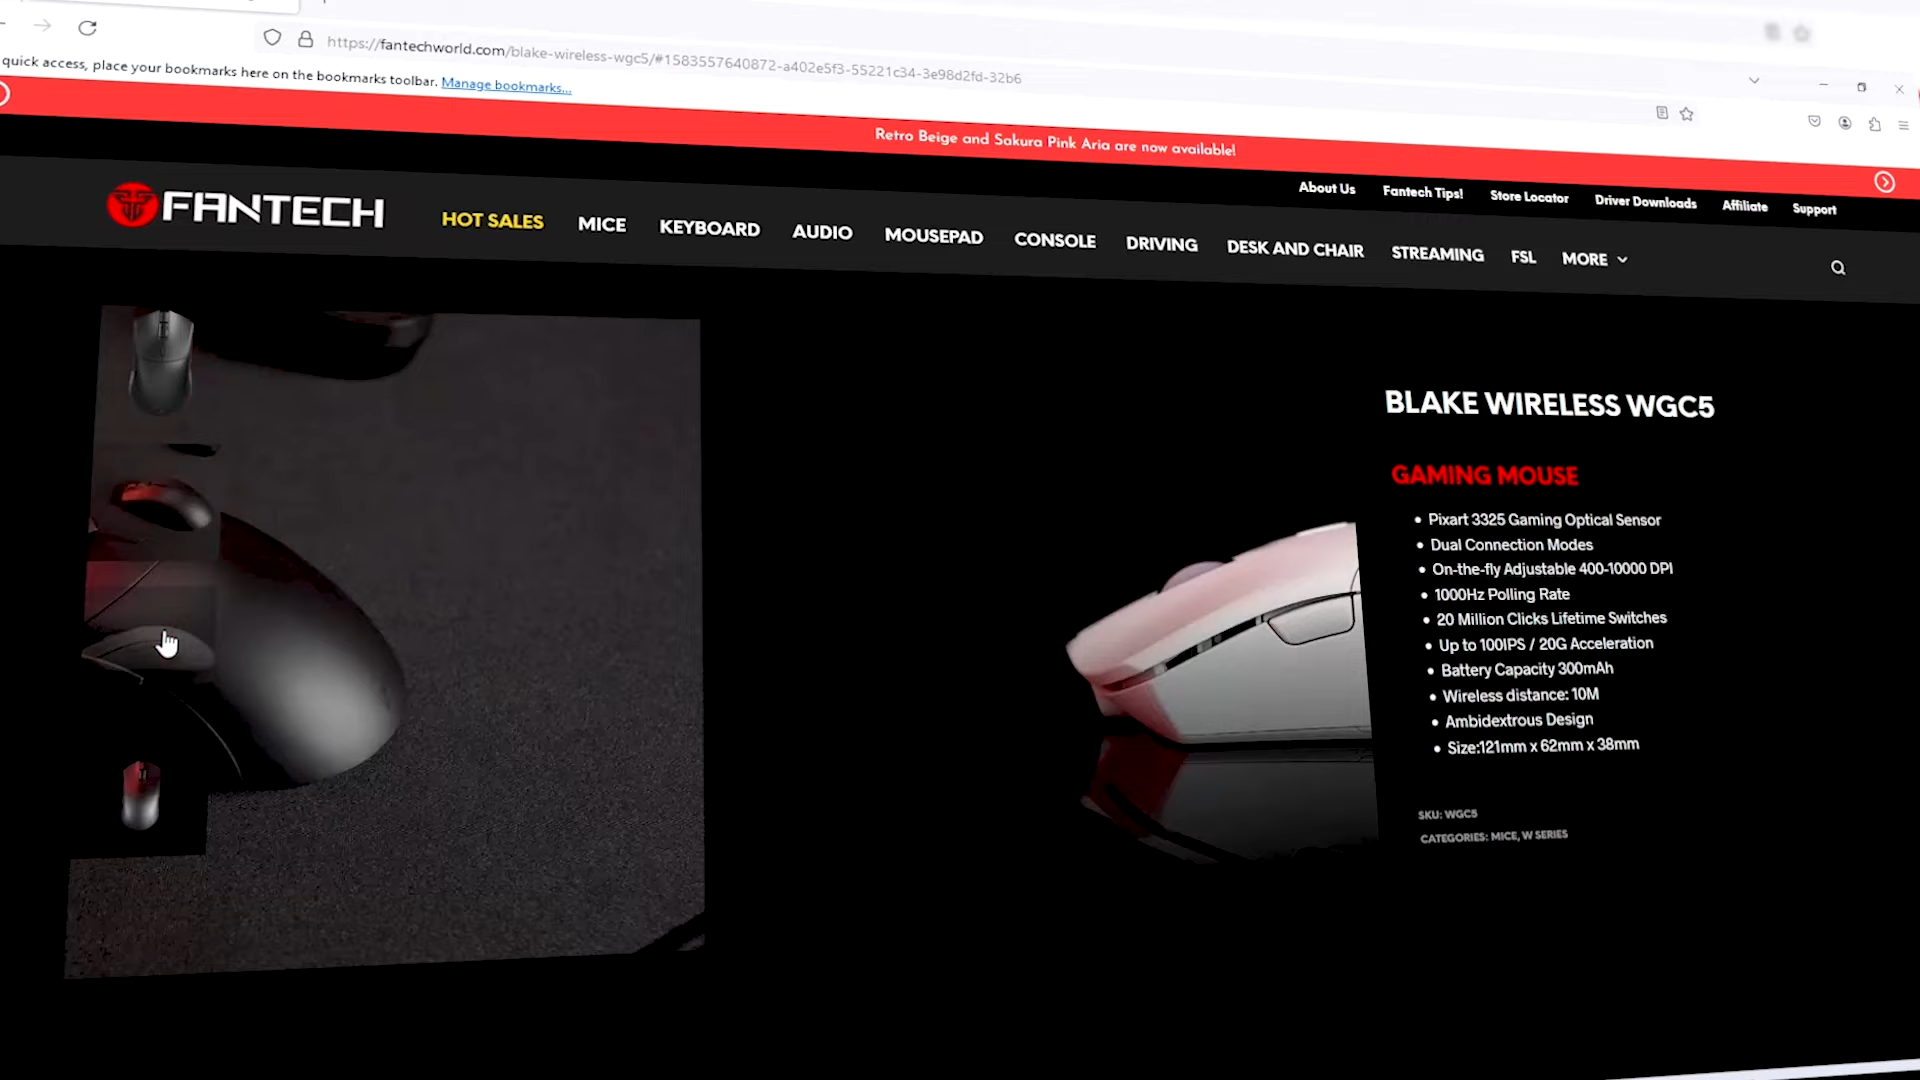 https://fantechworld.com/blake-wireless-wgc5/#1583557640872-a402e5f3-55221c34-3e98d2fd-32b6
quick access, place your bookmarks here on the bookmarks toolbar. Manage bookmarks...
Retro Beige and Sakura Pink Aria are now available!
About Us Fantech Tips! Store Locator Driver Downloads Affiliate Support
FANTECH
HOT SALES MICE KEYBOARD AUDIO MOUSEPAD CONSOLE DRIVING DESK AND CHAIR STREAMING FSL MORE
BLAKE WIRELESS WGC5
GAMING MOUSE
• Pixart 3325 Gaming Optical Sensor
• Dual Connection Modes
• On-the-fly Adjustable 400-10000 DPI
• 1000Hz Polling Rate
• 20 Million Clicks Lifetime Switches
• Up to 100IPS / 20G Acceleration
• Battery Capacity 300mAh
• Wireless distance: 10M
• Ambidextrous Design
• Size:121mm x 62mm x 38mm
SKU: WGC5
CATEGORIES: MICE, W SERIES